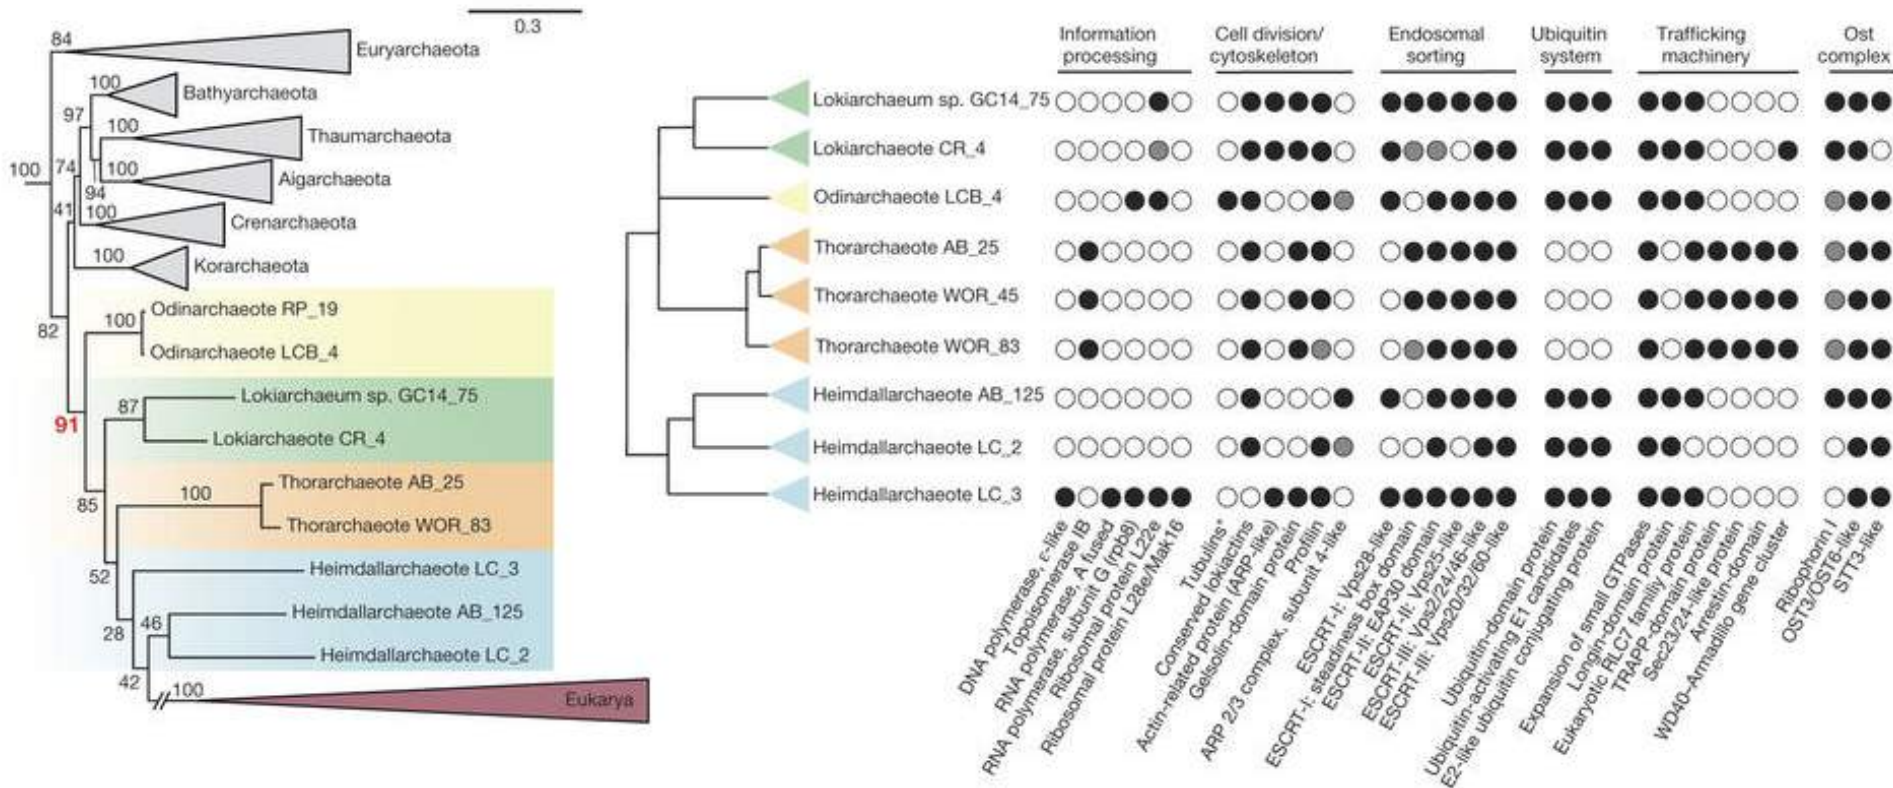 0.3
84
Euryarchaeota
100
Bathyarchaeota
97
100
Thaumarchaeota
100
74
100
Aigarchaeota
94
41
100
Crenarchaeota
100
Korarchaeota
82
Odinarchaeote RP_19
100
Odinarchaeote LCB_4
87
Lokiarchaeum sp. GC14_75
91
Lokiarchaeote CR_4
85
100
Thorarchaeote AB_25
Thorarchaeote WOR_83
52
Heimdallarchaeote LC_3
28
46
Heimdallarchaeote AB_125
Heimdallarchaeote LC_2
42
100
Eukarya
Information
processing
Cell division/
cytoskeleton
Endosomal
sorting
Ubiquitin
system
Trafficking
machinery
Ost
complex
Lokiarchaeum sp. GC14_75
Lokiarchaeote CR_4
Odinarchaeote LCB_4
Thorarchaeote AB_25
Thorarchaeote WOR_45
Thorarchaeote WOR_83
Heimdallarchaeote AB_125
Heimdallarchaeote LC_2
Heimdallarchaeote LC_3
DNA polymerase, ε-like
Topoisomerase IB
RNA polymerase, A fused
RNA polymerase, subunit G (rpb8)
Ribosomal protein L22e
Ribosomal protein L28e/Mak16
Tubulins*
Conserved lokiactins
Actin-related protein (ARP-like)
Gelsolin-domain protein
Profilin
ARP 2/3 complex, subunit 4-like
ESCRT-I: Vps28-like
ESCRT-I: steadiness box domain
ESCRT-II: EAP30 domain
ESCRT-II: Vps25-like
ESCRT-III: Vps2/24/46-like
ESCRT-III: Vps20/32/60-like
Ubiquitin-domain protein
Ubiquitin-activating E1 candidates
E2-like ubiquitin conjugating protein
Expansion of small GTPases
Longin-domain protein
Eukaryotic RLC7 familiy protein
TRAPP-domain protein
Sec23/24-like protein
Arrestin-domain
WD40–Armadillo gene cluster
Ribophorin I
OST3/OST6-like
STT3-like